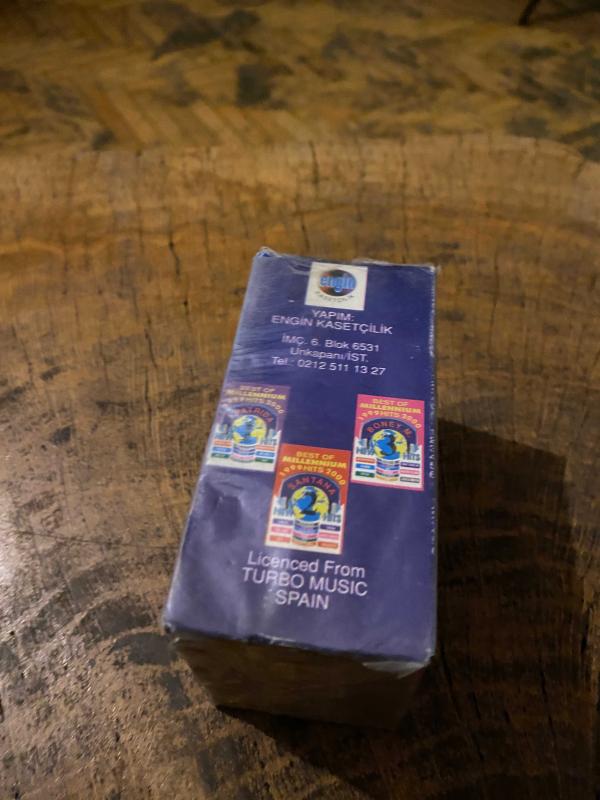 engin
KASETÇİLİK
YAPIM:
ENGİN KASETÇİLİK
İMÇ. 6. Blok 6531
Unkapanı/İST.
Tel : 0212 511 13 27
BEST OF
MILLENNIUM
1999 HITS 2000
BEST OF
MILLENNIUM
1999 HITS 2000
BONEY M.
3
HITS
BEST OF
MILLENNIUM
1999 HITS 2000
SANTANA
2
HITS
Licenced From
TURBO MUSIC
SPAIN